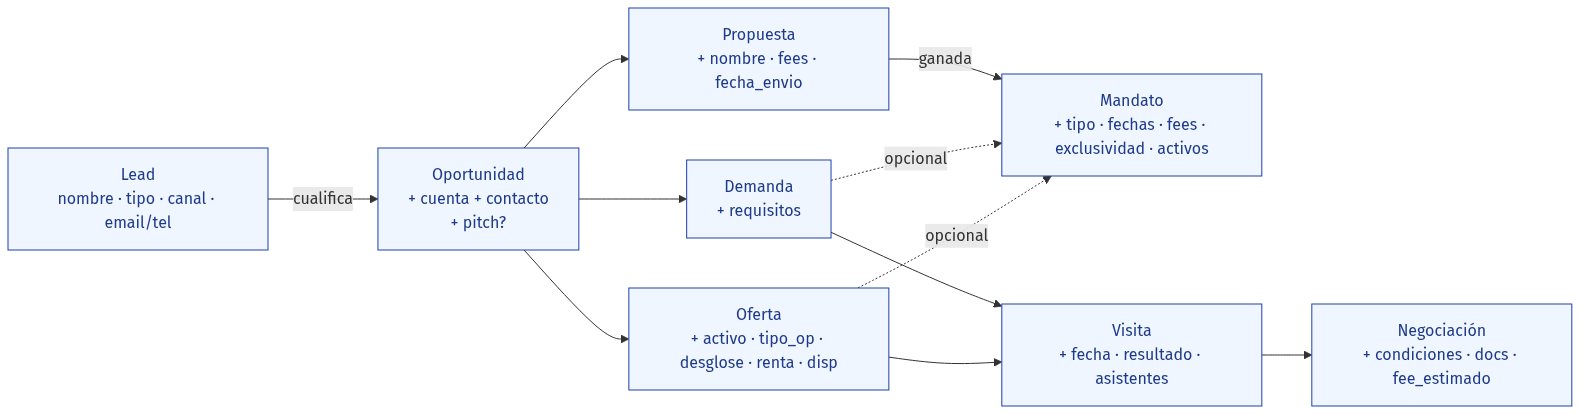 Lead
nombre · tipo · canal ·
email/tel
cualifica
Oportunidad
+ cuenta + contacto
+ pitch?
Propuesta
+ nombre · fees ·
fecha_envio
ganada
Demanda
+ requisitos
opcional
Oferta
+ activo · tipo_op ·
desglose · renta · disp
opcional
Mandato
+ tipo · fechas · fees ·
exclusividad · activos
Visita
+ fecha · resultado ·
asistentes
Negociación
+ condiciones · docs ·
fee_estimado